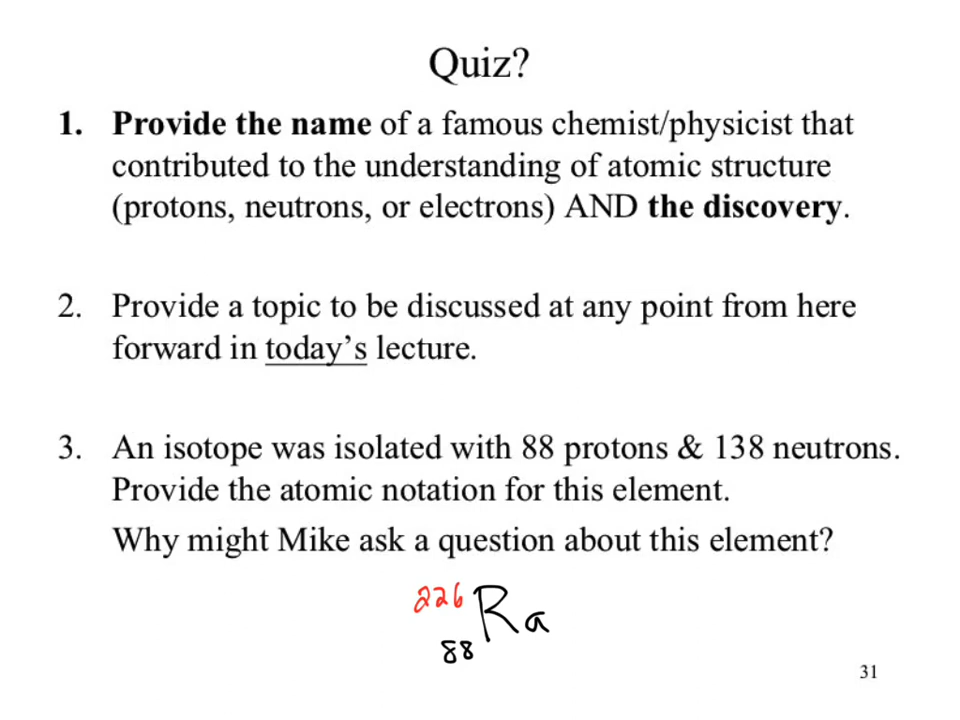 Quiz?
1. Provide the name of a famous chemist/physicist that
contributed to the understanding of atomic structure
(protons, neutrons, or electrons) AND the discovery.
2. Provide a topic to be discussed at any point from here
forward in today’s lecture.
3. An isotope was isolated with 88 protons & 138 neutrons.
Provide the atomic notation for this element.
Why might Mike ask a question about this element?
226
Ra
88
31